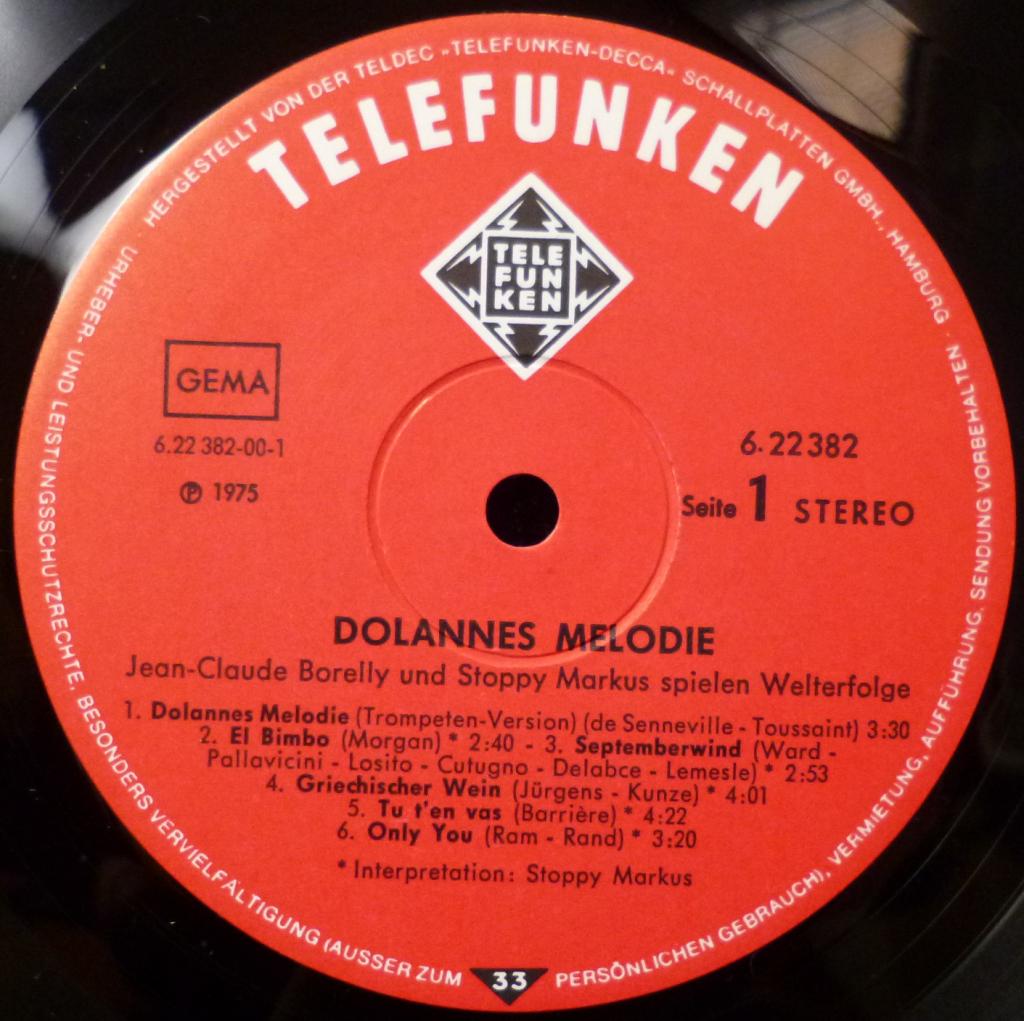 HERGESTELLT VON DER TELDEC „TELEFUNKEN-DECCA“ SCHALLPLATTEN GMBH., HAMBURG ·
TELEFUNKEN
TELE
FUN
KEN
GEMA
6.22 382-00-1
℗ 1975
6.22382
Seite 1 STEREO
DOLANNES MELODIE
Jean-Claude Borelly und Stoppy Markus spielen Welterfolge
1. Dolannes Melodie (Trompeten-Version) (de Senneville - Toussaint) 3:30
2. El Bimbo (Morgan) * 2:40 - 3. Septemberwind (Ward -
Pallavicini - Losito - Cutugno - Delabce - Lemesle) * 2:53
4. Griechischer Wein (Jürgens - Kunze) * 4:01
5. Tu t'en vas (Barrière) * 4:22
6. Only You (Ram - Rand) * 3:20
* Interpretation: Stoppy Markus
URHEBER- UND LEISTUNGSSCHUTZRECHTE, BESONDERS VERVIELFALTIGUNG (AUSSER ZUM PERSÖNLICHEN GEBRAUCH), VERMIETUNG, AUFFÜHRUNG, SENDUNG VORBEHALTEN
33